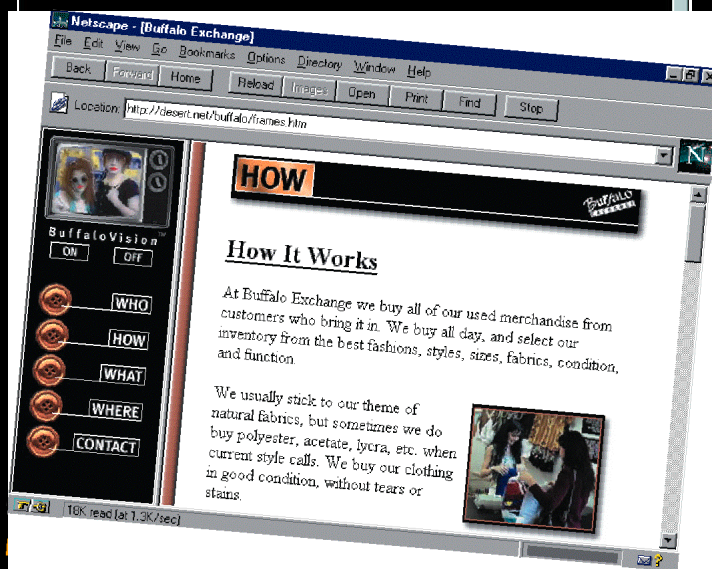 Netscape - [Buffalo Exchange]
File Edit View Go Bookmarks Options Directory Window Help
Back Forward Home Reload Images Open Print Find Stop
Location: http://desert.net/buffalo/frames.htm
N
BuffaloVision™
ON OFF
WHO
HOW
WHAT
WHERE
CONTACT
HOW
Buffalo
EXCHANGE
How It Works
At Buffalo Exchange we buy all of our used merchandise from
customers who bring it in. We buy all day, and select our
inventory from the best fashions, styles, sizes, fabrics, condition,
and function.
We usually stick to our theme of
natural fabrics, but sometimes we do
buy polyester, acetate, lycra, etc. when
current style calls. We buy our clothing
in good condition, without tears or
stains.
18K read (at 1.3K/sec)